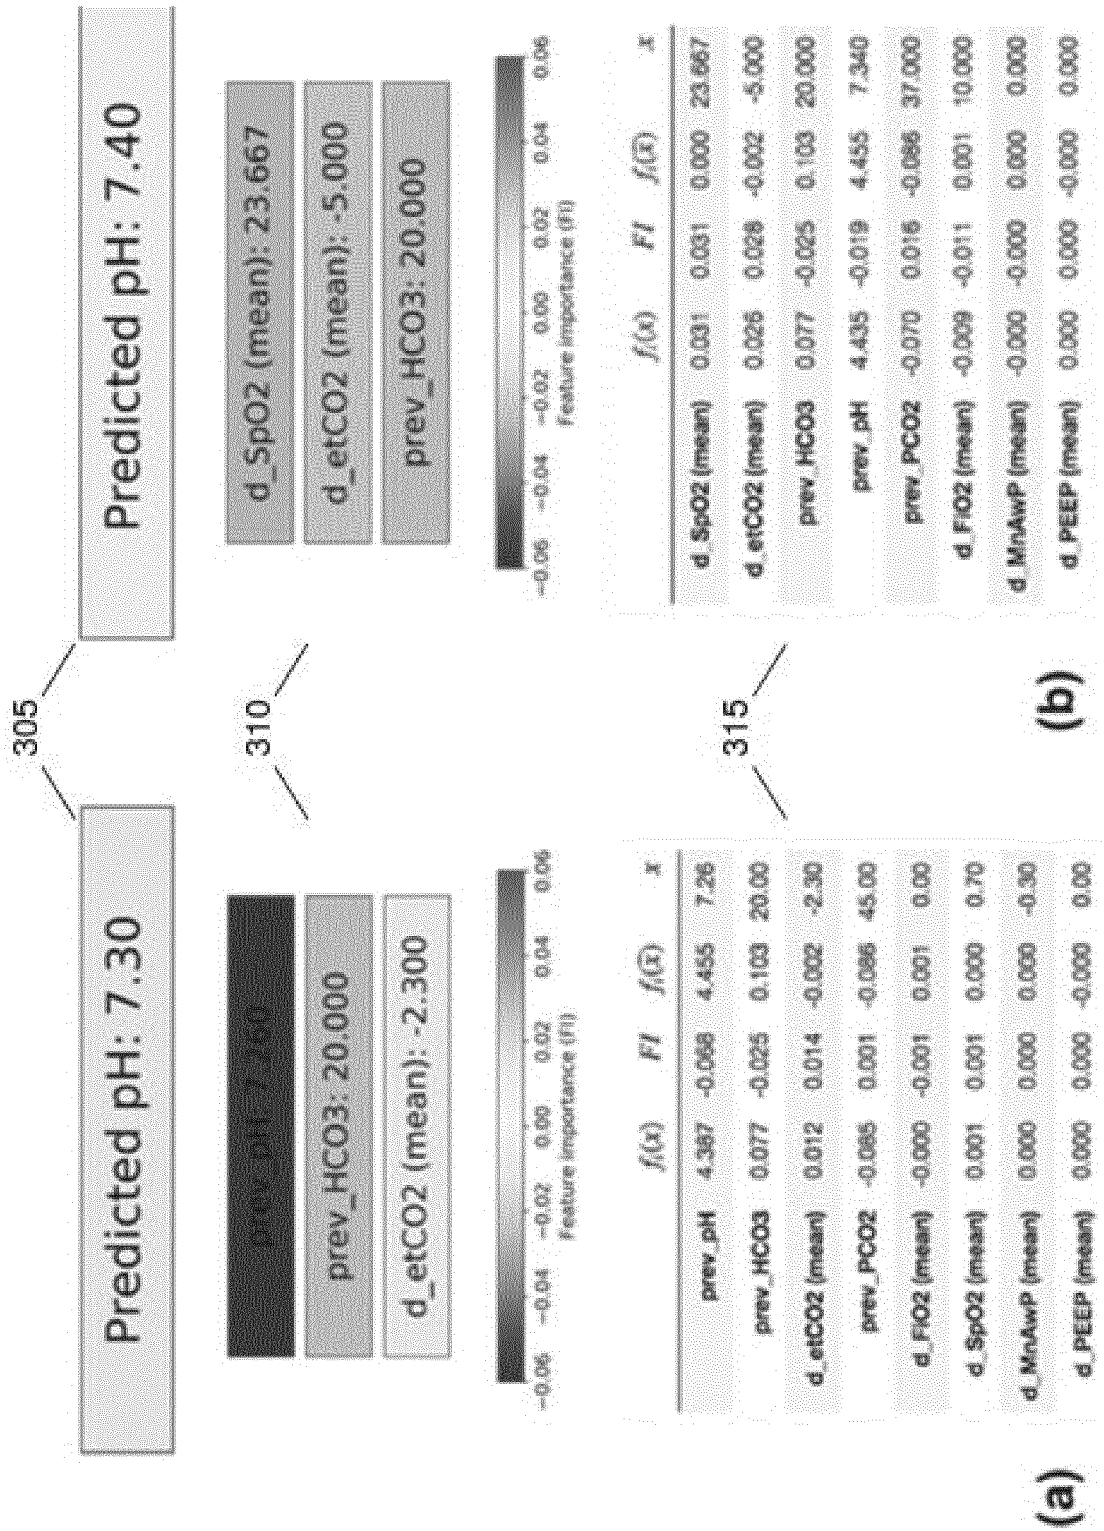 305
310
315
(a)
Predicted pH: 7.30
prev_pH: 7.260
prev_HCO3: 20.000
d_etCO2 (mean): -2.300
−0.06 −0.04 −0.02 0.00 0.02 0.04 0.06
Feature importance (FI)
fᵢ(x) FI fᵢ(x̅) x
prev_pH 4.387 -0.068 4.455 7.26
prev_HCO3 0.077 -0.025 0.103 20.00
d_etCO2 (mean) 0.012 0.014 -0.002 -2.30
prev_PCO2 -0.085 0.001 -0.086 45.00
d_FiO2 (mean) -0.000 -0.001 0.001 0.00
d_SpO2 (mean) 0.001 0.001 0.000 0.70
d_MnAwP (mean) 0.000 0.000 0.000 -0.30
d_PEEP (mean) 0.000 0.000 -0.000 0.00
(b)
Predicted pH: 7.40
d_SpO2 (mean): 23.667
d_etCO2 (mean): -5.000
prev_HCO3: 20.000
−0.06 −0.04 −0.02 0.00 0.02 0.04 0.06
Feature importance (FI)
fᵢ(x) FI fᵢ(x̅) x
d_SpO2 (mean) 0.031 0.031 0.000 23.667
d_etCO2 (mean) 0.026 0.028 -0.002 -5.000
prev_HCO3 0.077 -0.025 0.103 20.000
prev_pH 4.435 -0.019 4.455 7.340
prev_PCO2 -0.070 0.016 -0.086 37.000
d_FiO2 (mean) -0.009 -0.011 0.001 10.000
d_MnAwP (mean) -0.000 -0.000 0.000 0.000
d_PEEP (mean) 0.000 0.000 -0.000 0.000